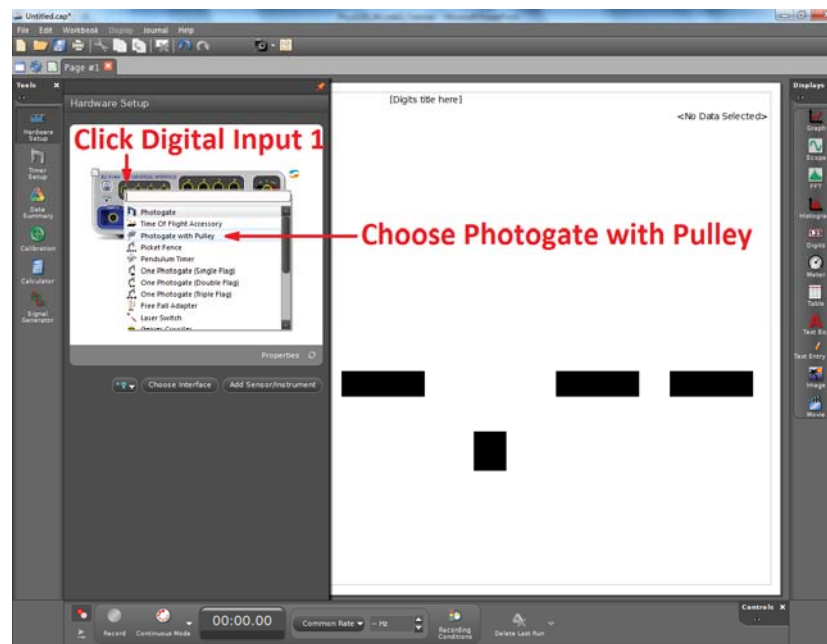 Untitled.cap*
File Edit Workbook Display Journal Help
Page #1
Tools
Hardware Setup
[Digits title here]
<No Data Selected>
Displays
Click Digital Input 1
Hardware
Setup
Timer
Setup
Data
Summary
Calibration
Calculator
Signal
Generator
Photogate
Time Of Flight Accessory
Photogate with Pulley
Picket Fence
Pendulum Timer
One Photogate (Single Flag)
One Photogate (Double Flag)
One Photogate (Triple Flag)
Free Fall Adapter
Laser Switch
Geiger Counter
Choose Photogate with Pulley
Properties
Choose Interface
Add Sensor/Instrument
Graph
Scope
FFT
Histogra
Digits
Meter
Table
Text Bo
Text Entry
Image
Movie
Controls
Record
Continuous Mode
00:00.00
Common Rate
-- Hz
Recording
Conditions
Delete Last Run